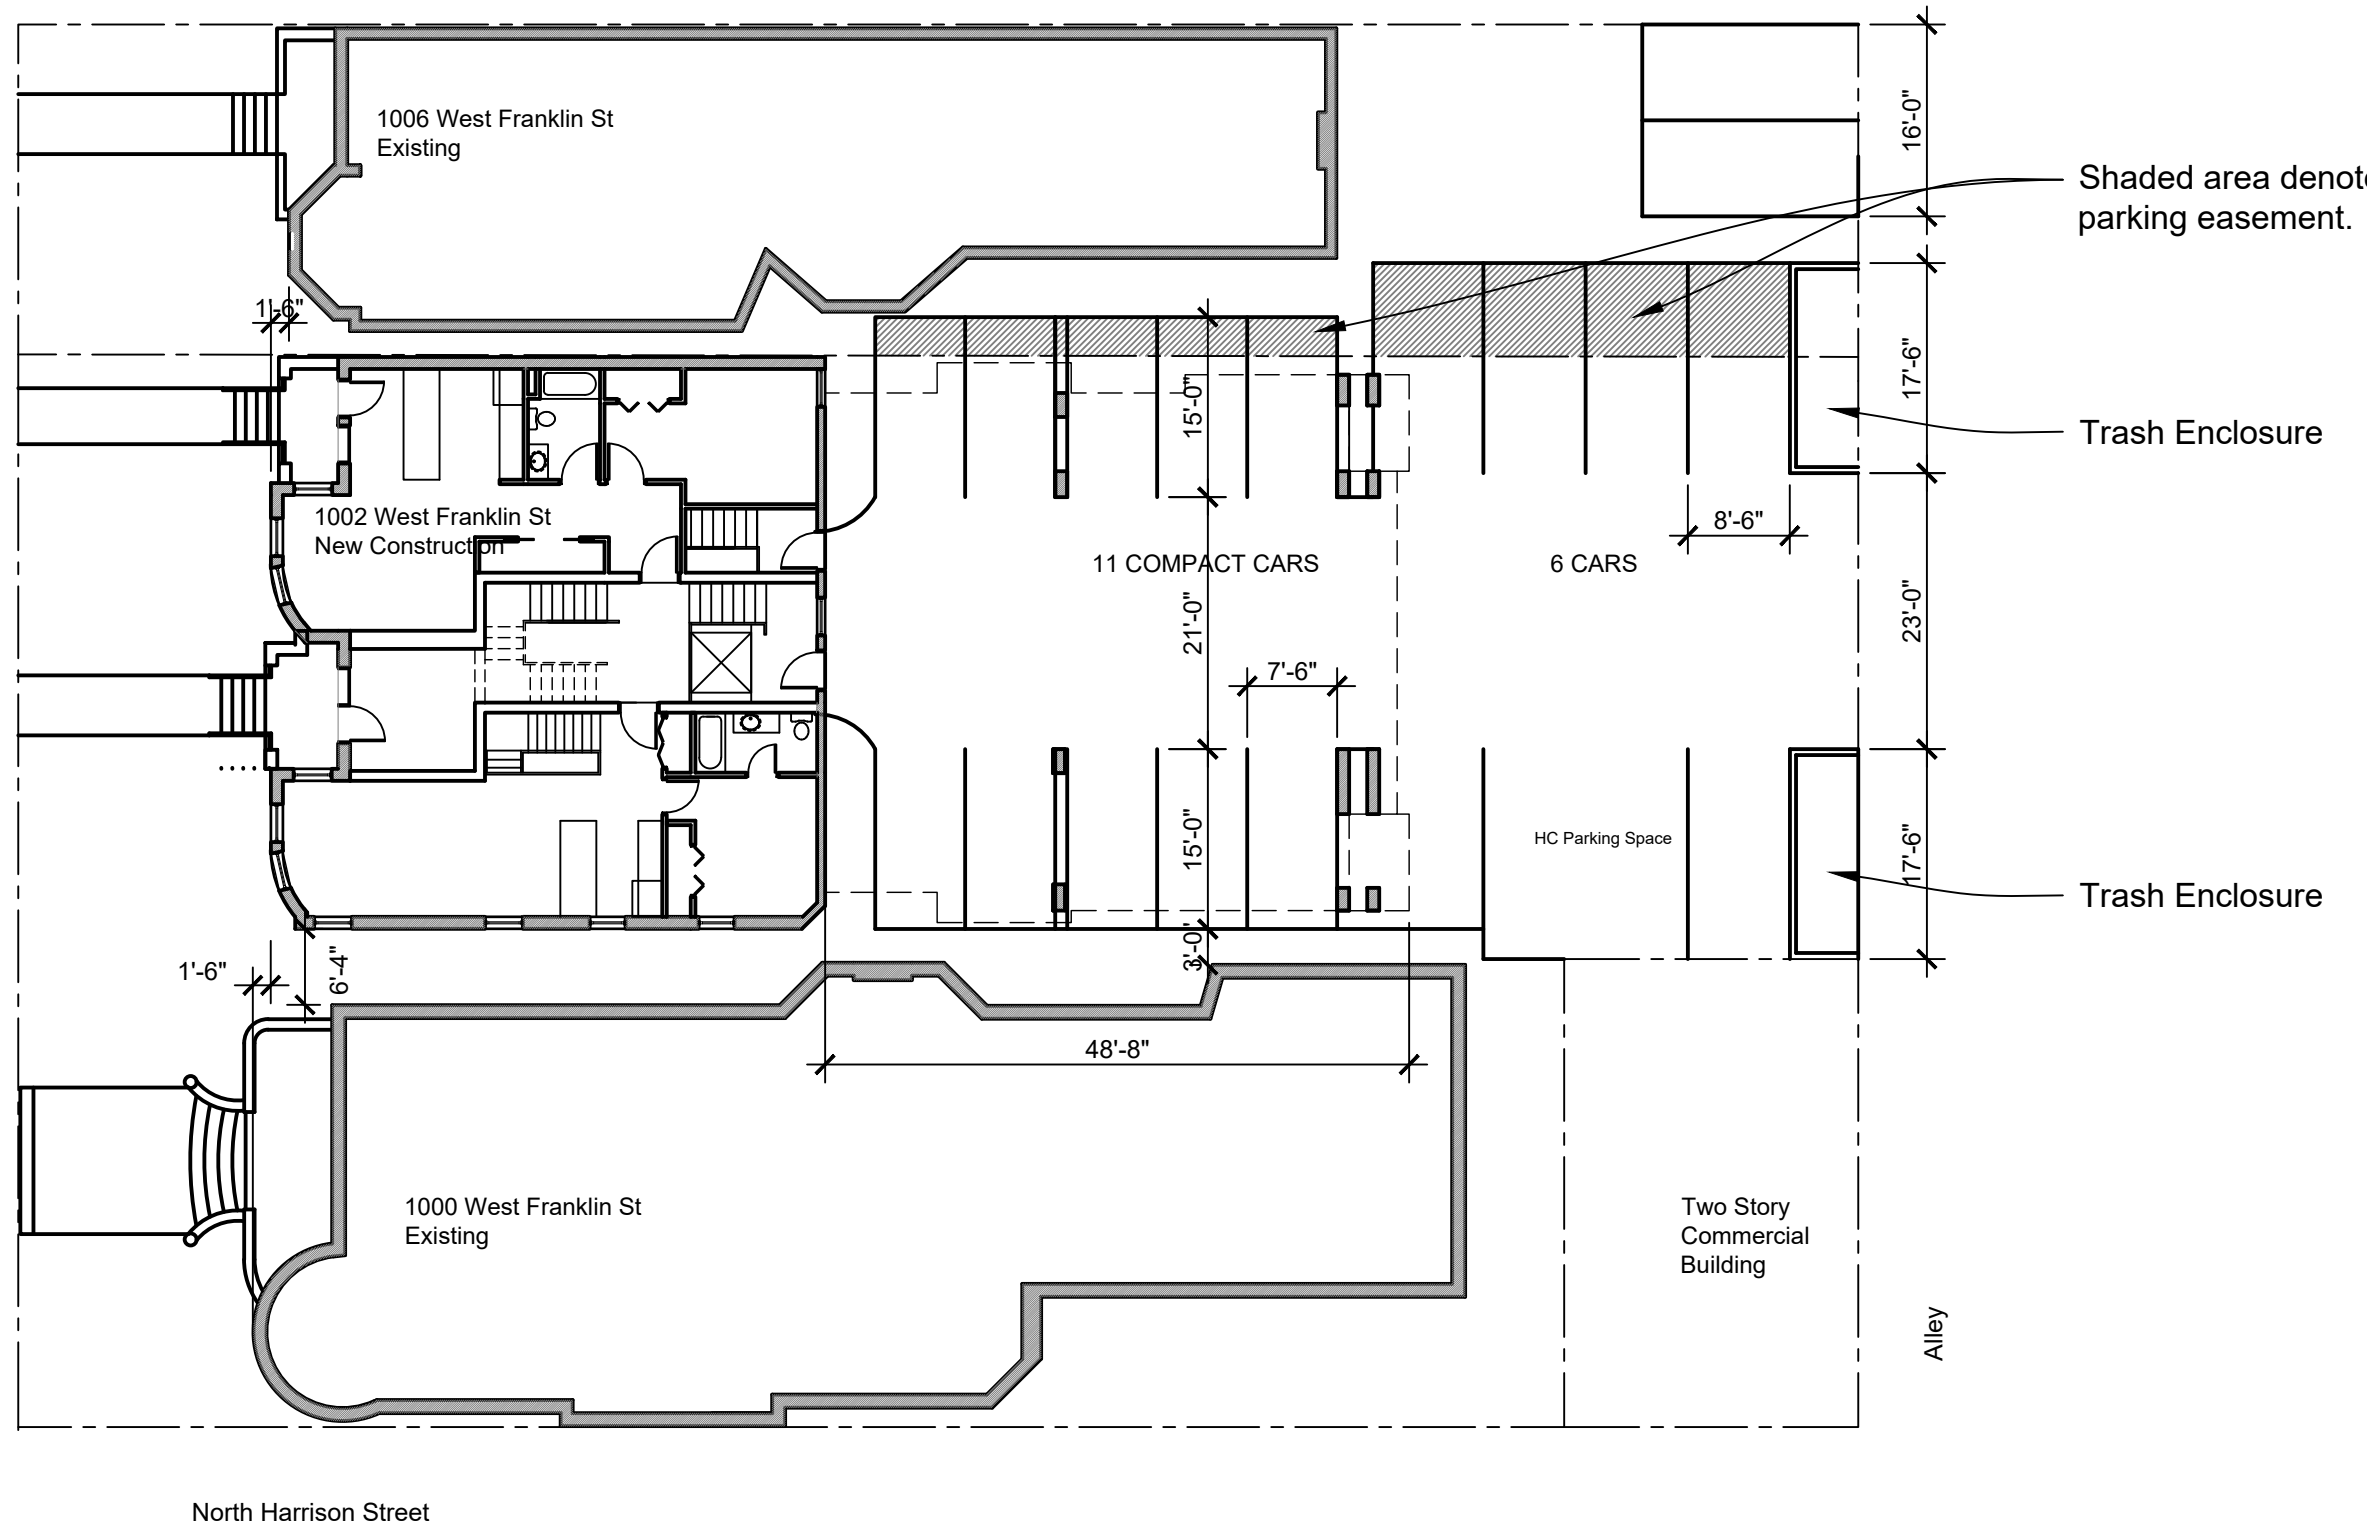 1006 West Franklin St
Existing
16'-0"
Shaded area
parking easement.
1'-6"
17'-6"
15'-0"
Trash Enclosure
1002 West Franklin St
New Construction
8'-6"
11 COMPACT CARS
6 CARS
21'-0"
23'-0"
7'-6"
15'-0"
HC Parking Space
17'-6"
Trash Enclosure
3'-0"
1'-6"
6'-4"
48'-8"
1000 West Franklin St
Existing
Two Story
Commercial
Building
Alley
North Harrison Street